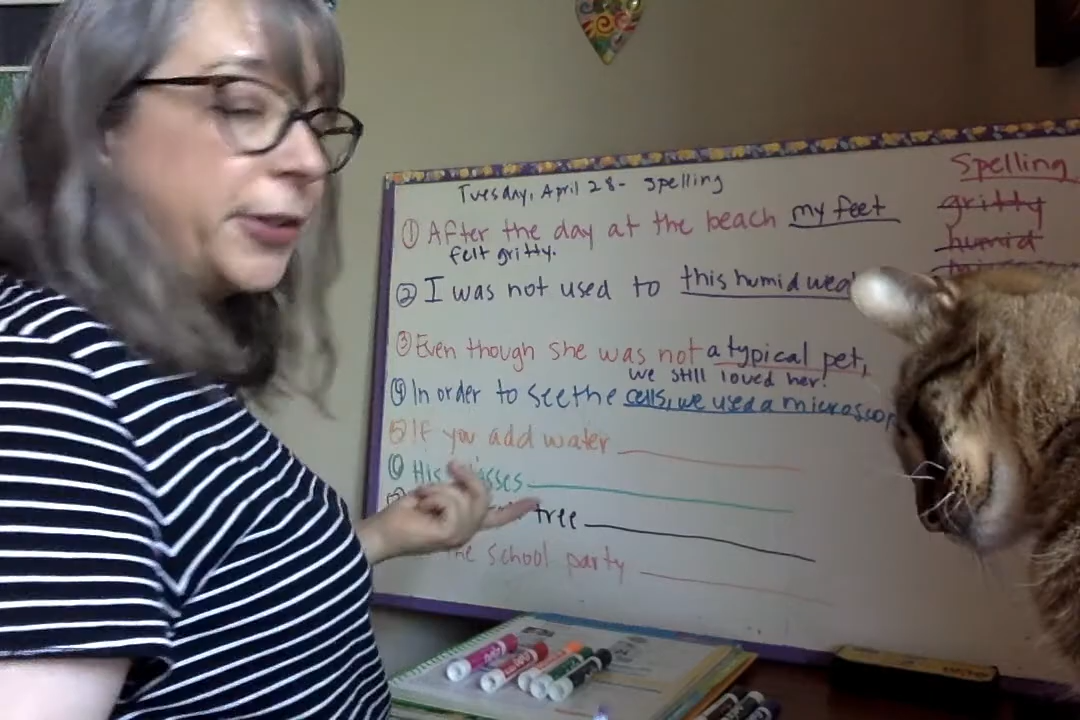 Tuesday, April 28- Spelling
Spelling
gritty
humid
① After the day at the beach my feet
felt gritty.
② I was not used to this humid
③ Even though she was not a typical pet,
we still loved her!
④ In order to see the cells, we used a
⑤ If you add water
⑥ His
tree
the school party